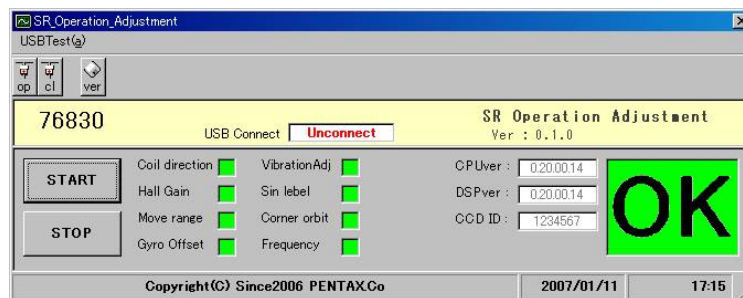 SR_Operation_Adjustment
USBTest(a)
op cl ver
76830
USB Connect Unconnect
SR Operation Adjustment
Ver : 0.1.0
START
STOP
Coil direction
Hall Gain
Move range
Gyro Offset
VibrationAdj
Sin lebel
Corner orbit
Frequency
CPUver : 0.20.00.14
DSPver : 0.20.00.14
CCD ID : 1234567
OK
Copyright(C) Since2006 PENTAX.Co
2007/01/11
17:15